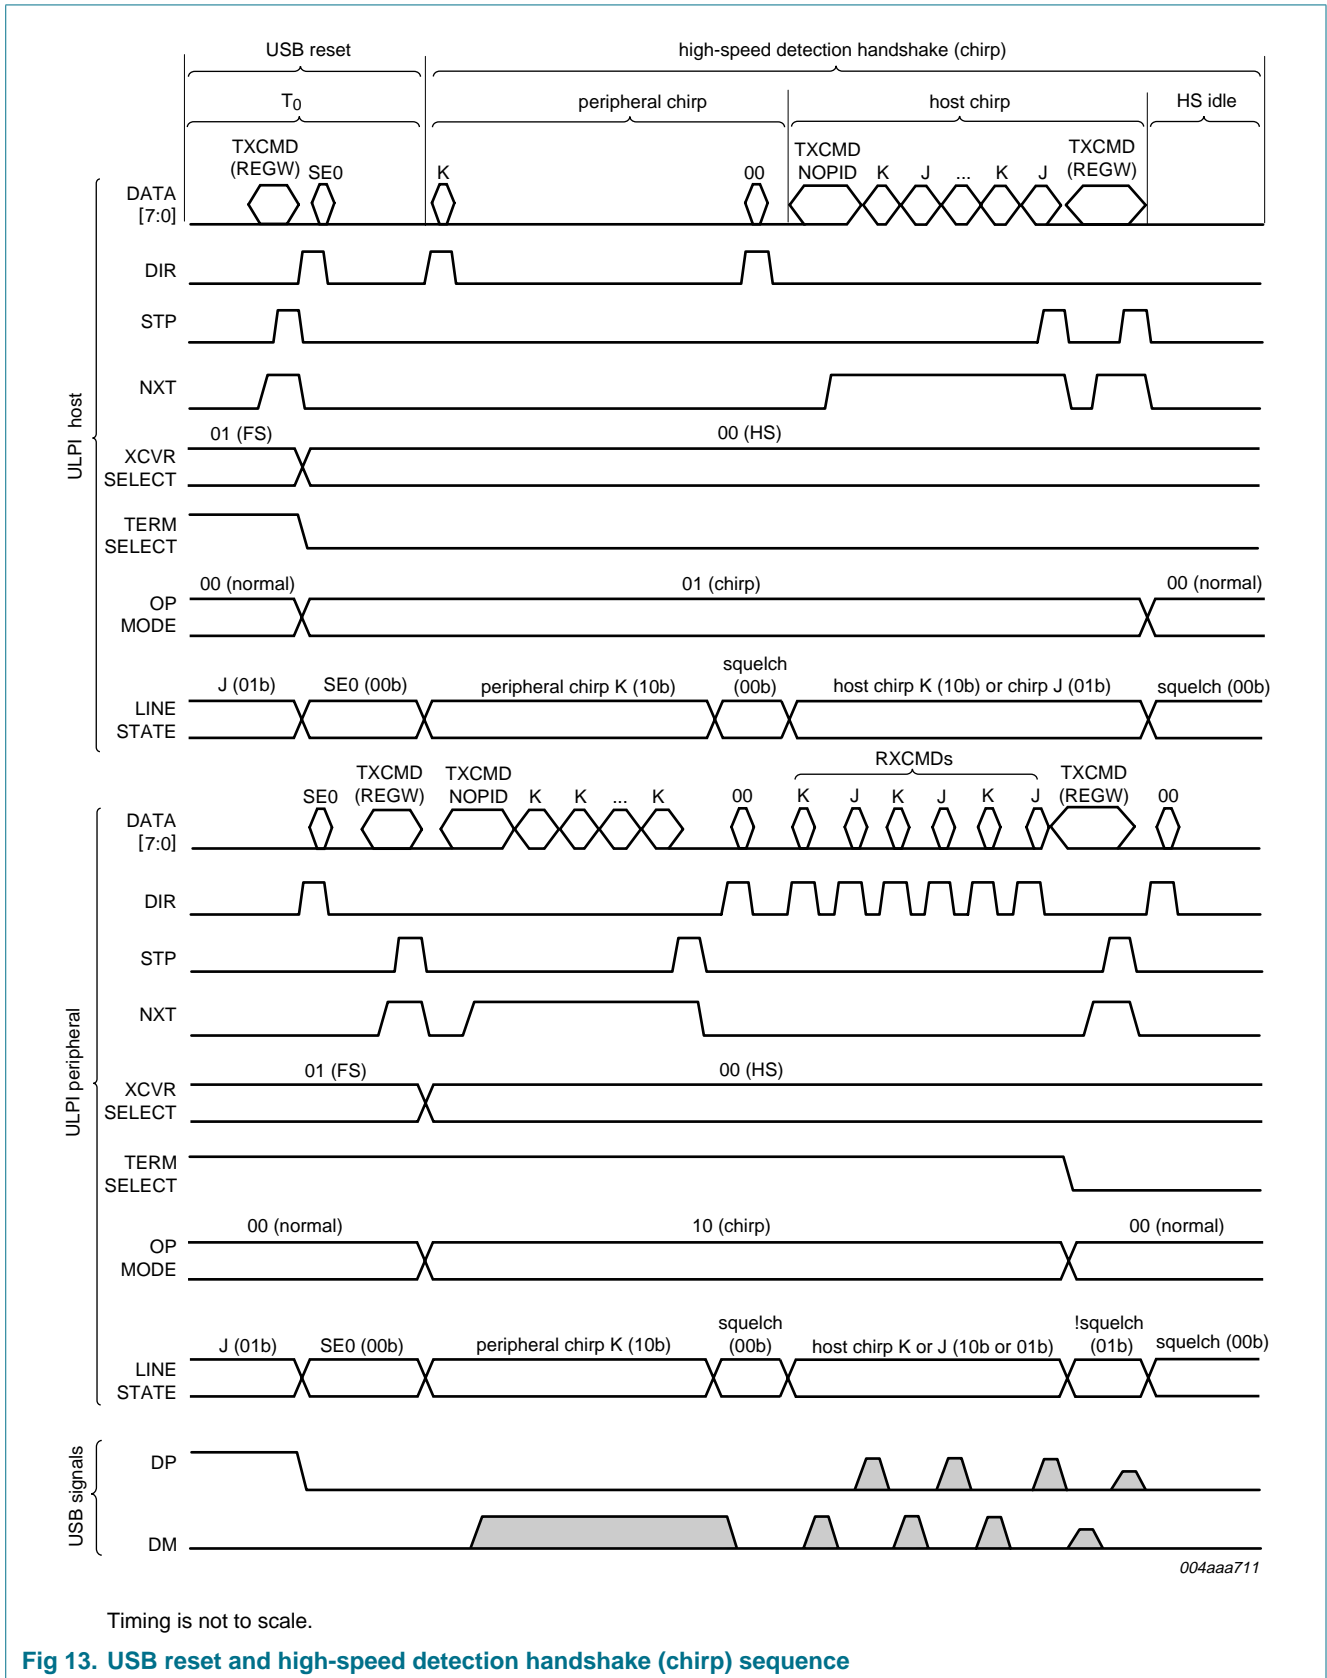 USB reset
high-speed detection handshake (chirp)
T0
peripheral chirp
host chirp
HS idle
TXCMD
(REGW)
SE0
K
00
TXCMD
NOPID
K
J
...
K
J
TXCMD
(REGW)
DATA
[7:0]
DIR
STP
NXT
ULPI host
01 (FS)
00 (HS)
XCVR
SELECT
TERM
SELECT
00 (normal)
01 (chirp)
00 (normal)
OP
MODE
J (01b)
SE0 (00b)
peripheral chirp K (10b)
squelch
(00b)
host chirp K (10b) or chirp J (01b)
squelch (00b)
LINE
STATE
RXCMDs
SE0
TXCMD
(REGW)
TXCMD
NOPID
K
K
...
K
00
K
J
K
J
K
J
TXCMD
(REGW)
00
DATA
[7:0]
DIR
STP
NXT
ULPI peripheral
01 (FS)
00 (HS)
XCVR
SELECT
TERM
SELECT
00 (normal)
10 (chirp)
00 (normal)
OP
MODE
J (01b)
SE0 (00b)
peripheral chirp K (10b)
squelch
(00b)
host chirp K or J (10b or 01b)
!squelch
(01b)
squelch (00b)
LINE
STATE
USB signals
DP
DM
004aaa711
Timing is not to scale.
Fig 13. USB reset and high-speed detection handshake (chirp) sequence